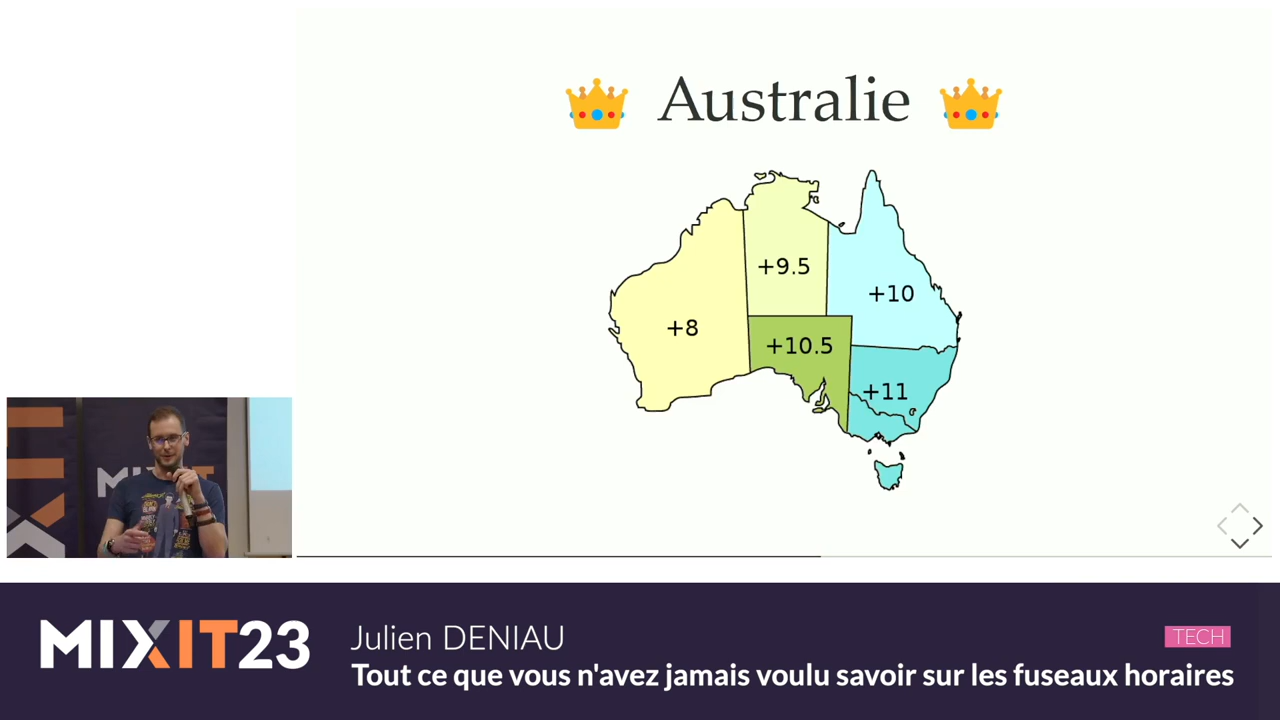 Australie
+9.5
+10
+8
+10.5
+11
MIXIT
MIXIT23
Julien DENIAU
TECH
Tout ce que vous n'avez jamais voulu savoir sur les fuseaux horaires